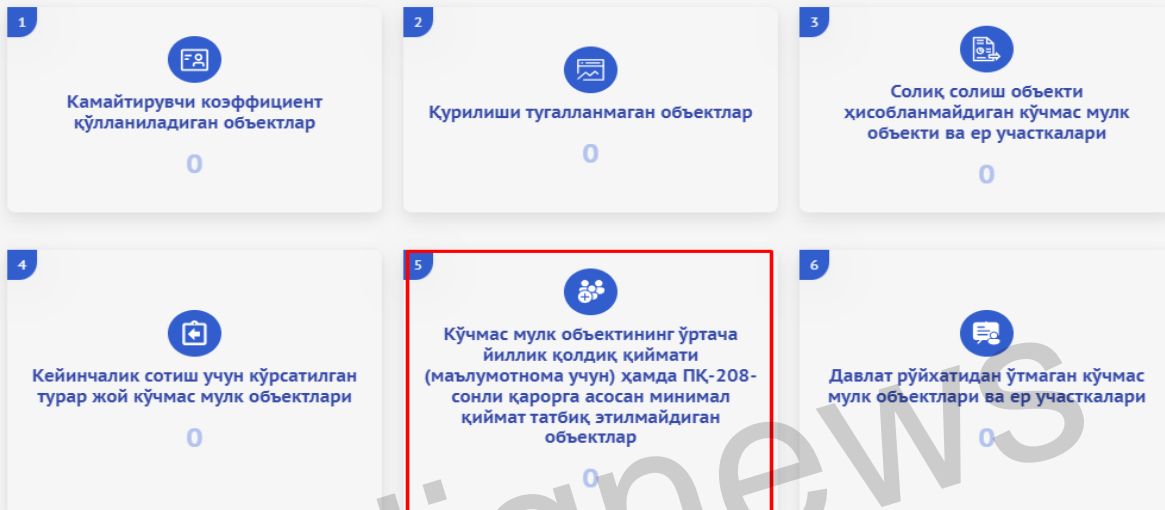 1
Камайтирувчи коэффициент
қўлланиладиган объектлар
0
2
Қурилиши тугалланмаган объектлар
0
3
Солиқ солиш объекти
ҳисобланмайдиган кўчмас мулк
объекти ва ер участкалари
0
4
Кейинчалик сотиш учун кўрсатилган
турар жой кўчмас мулк объектлари
0
5
Кўчмас мулк объектининг ўртача
йиллик қолдиқ қиймати
(маълумотнома учун) ҳамда ПҚ-208-
сонли қарорга асосан минимал
қиймат татбиқ этилмайдиган
объектлар
0
6
Давлат рўйхатидан ўтмаган кўчмас
мулк объектлари ва ер участкалари
0